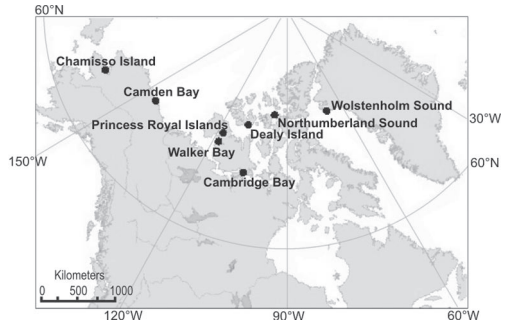 60°N
Chamisso Island
Camden Bay
Wolstenholm Sound
Princess Royal Islands
Northumberland Sound
30°W
Dealy Island
Walker Bay
150°W
60°N
Cambridge Bay
Kilometers
0 500 1000
120°W
90°W
60°W